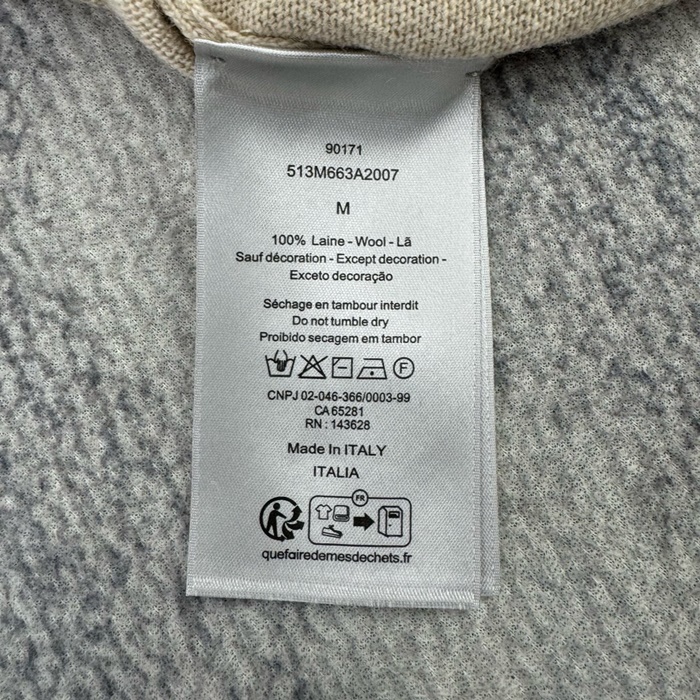 90171
513M663A2007
M
100% Laine - Wool - Lã
Sauf décoration - Except decoration -
Exceto decoração
Séchage en tambour interdit
Do not tumble dry
Proibido secagem em tambor
F
CNPJ 02-046-366/0003-99
CA 65281
RN : 143628
Made In ITALY
ITALIA
FR
quefairedemesdechets.fr